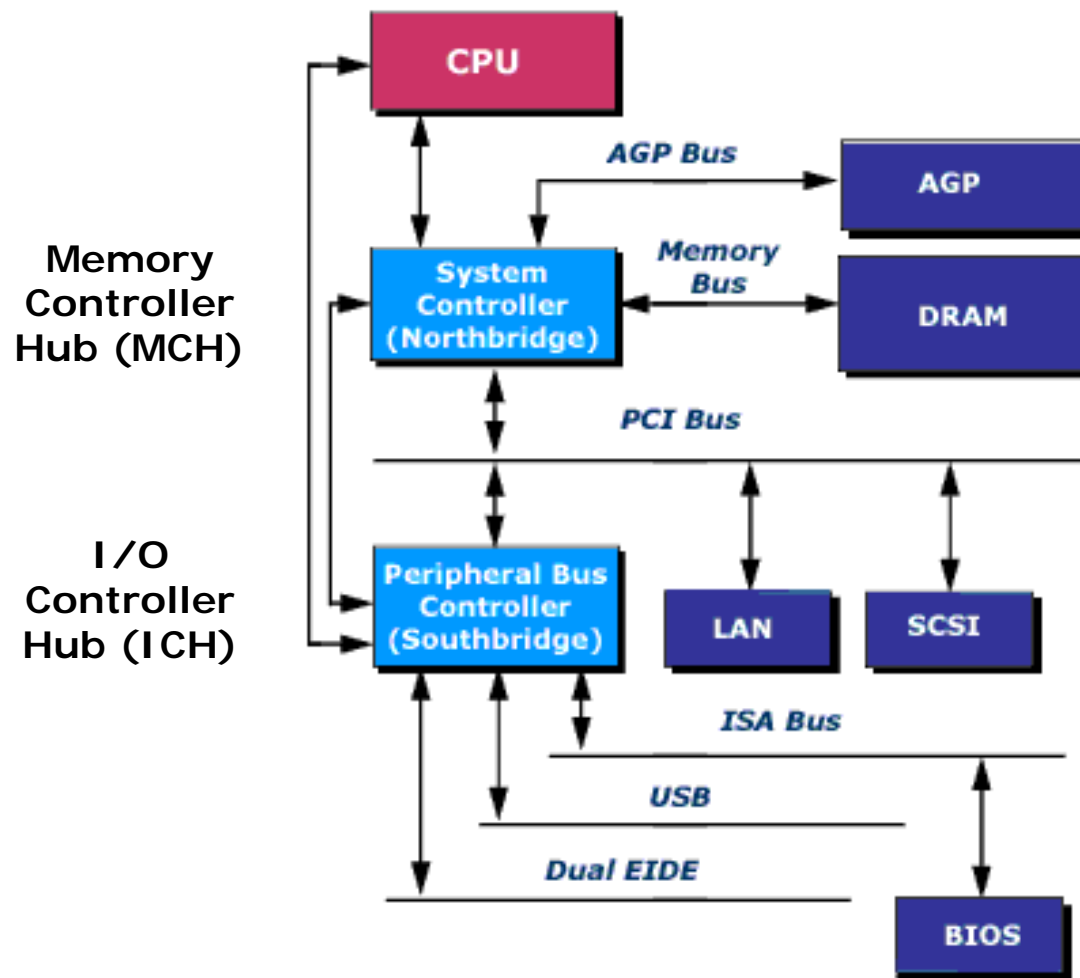 CPU
AGP Bus
AGP
Memory
Controller
Hub (MCH)
System
Controller
(Northbridge)
Memory
Bus
DRAM
PCI Bus
I/O
Controller
Hub (ICH)
Peripheral Bus
Controller
(Southbridge)
LAN
SCSI
ISA Bus
USB
Dual EIDE
BIOS